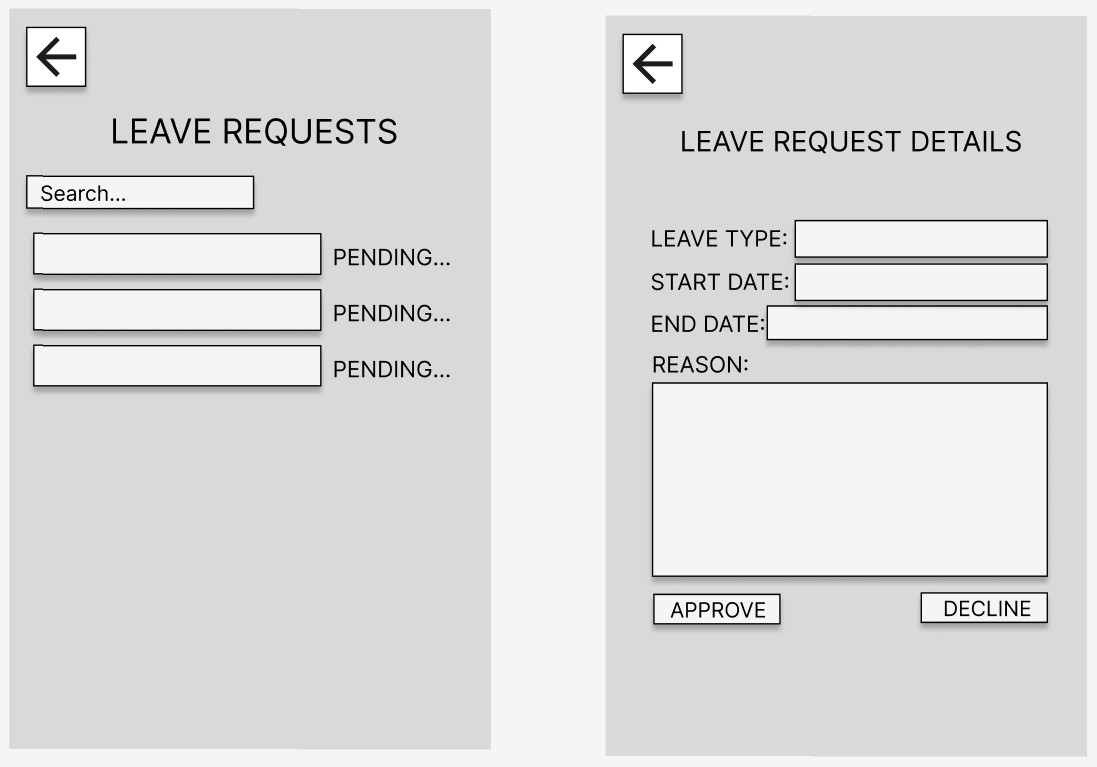 LEAVE REQUESTS
Search...
PENDING...
PENDING...
PENDING...
LEAVE REQUEST DETAILS
LEAVE TYPE:
START DATE:
END DATE:
REASON:
APPROVE
DECLINE